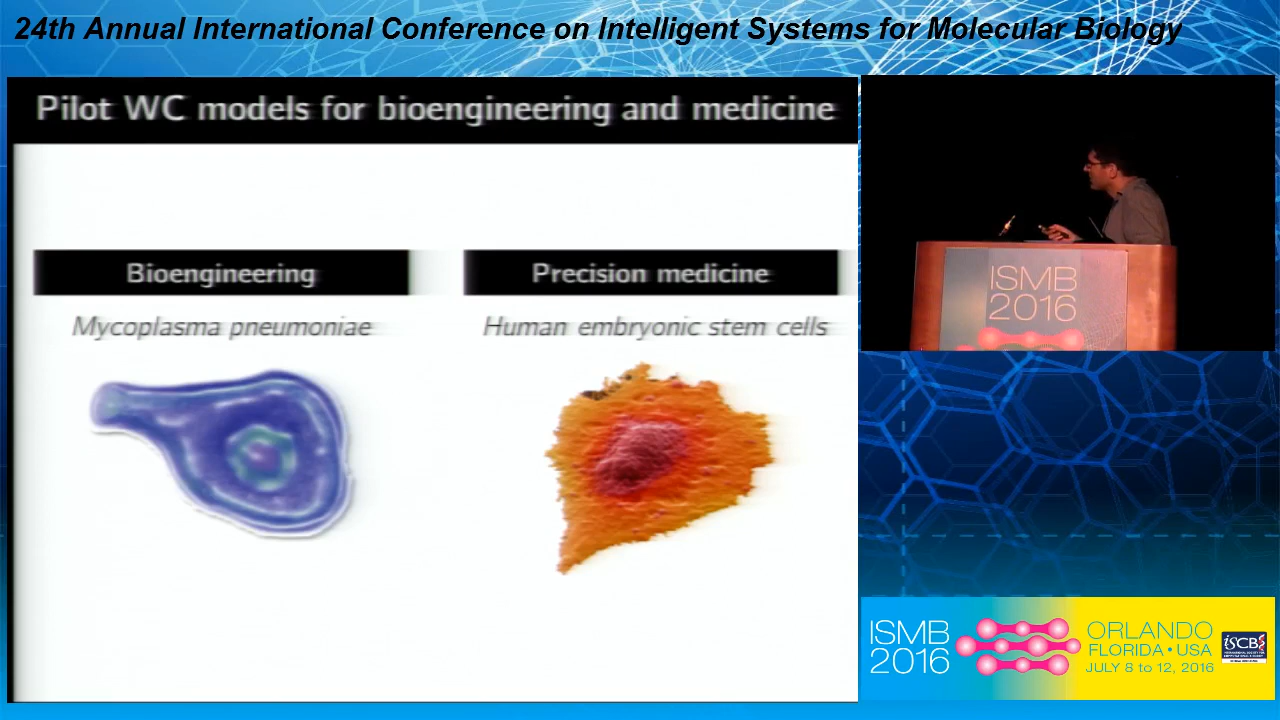 24th Annual International Conference on Intelligent Systems for Molecular Biology
Pilot WC models for bioengineering and medicine
Bioengineering
Precision medicine
Mycoplasma pneumoniae
Human embryonic stem cells
ISMB
2016
ISMB
2016
ORLANDO
FLORIDA • USA
JULY 8 to 12, 2016
ISCB